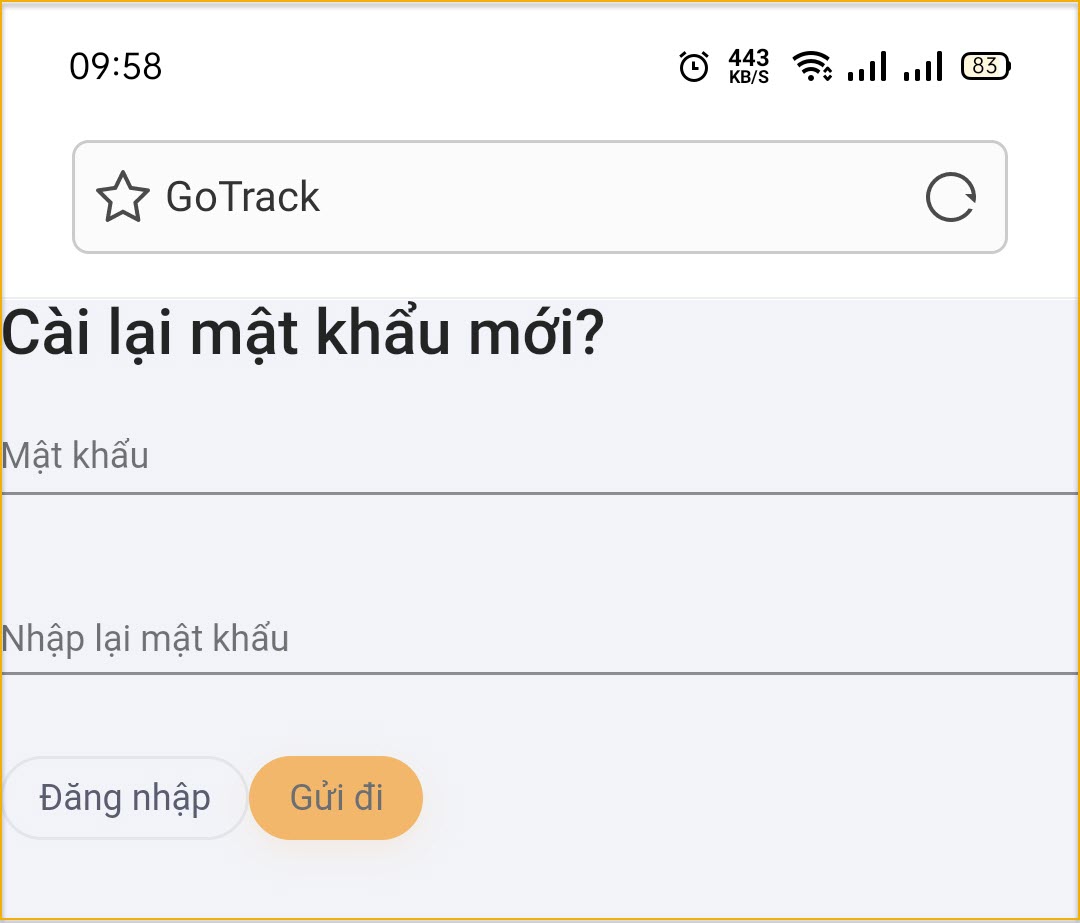 09:58 443 KB/S 83
GoTrack
Cài lại mật khẩu mới?
Mật khẩu
Nhập lại mật khẩu
Đăng nhập Gửi đi